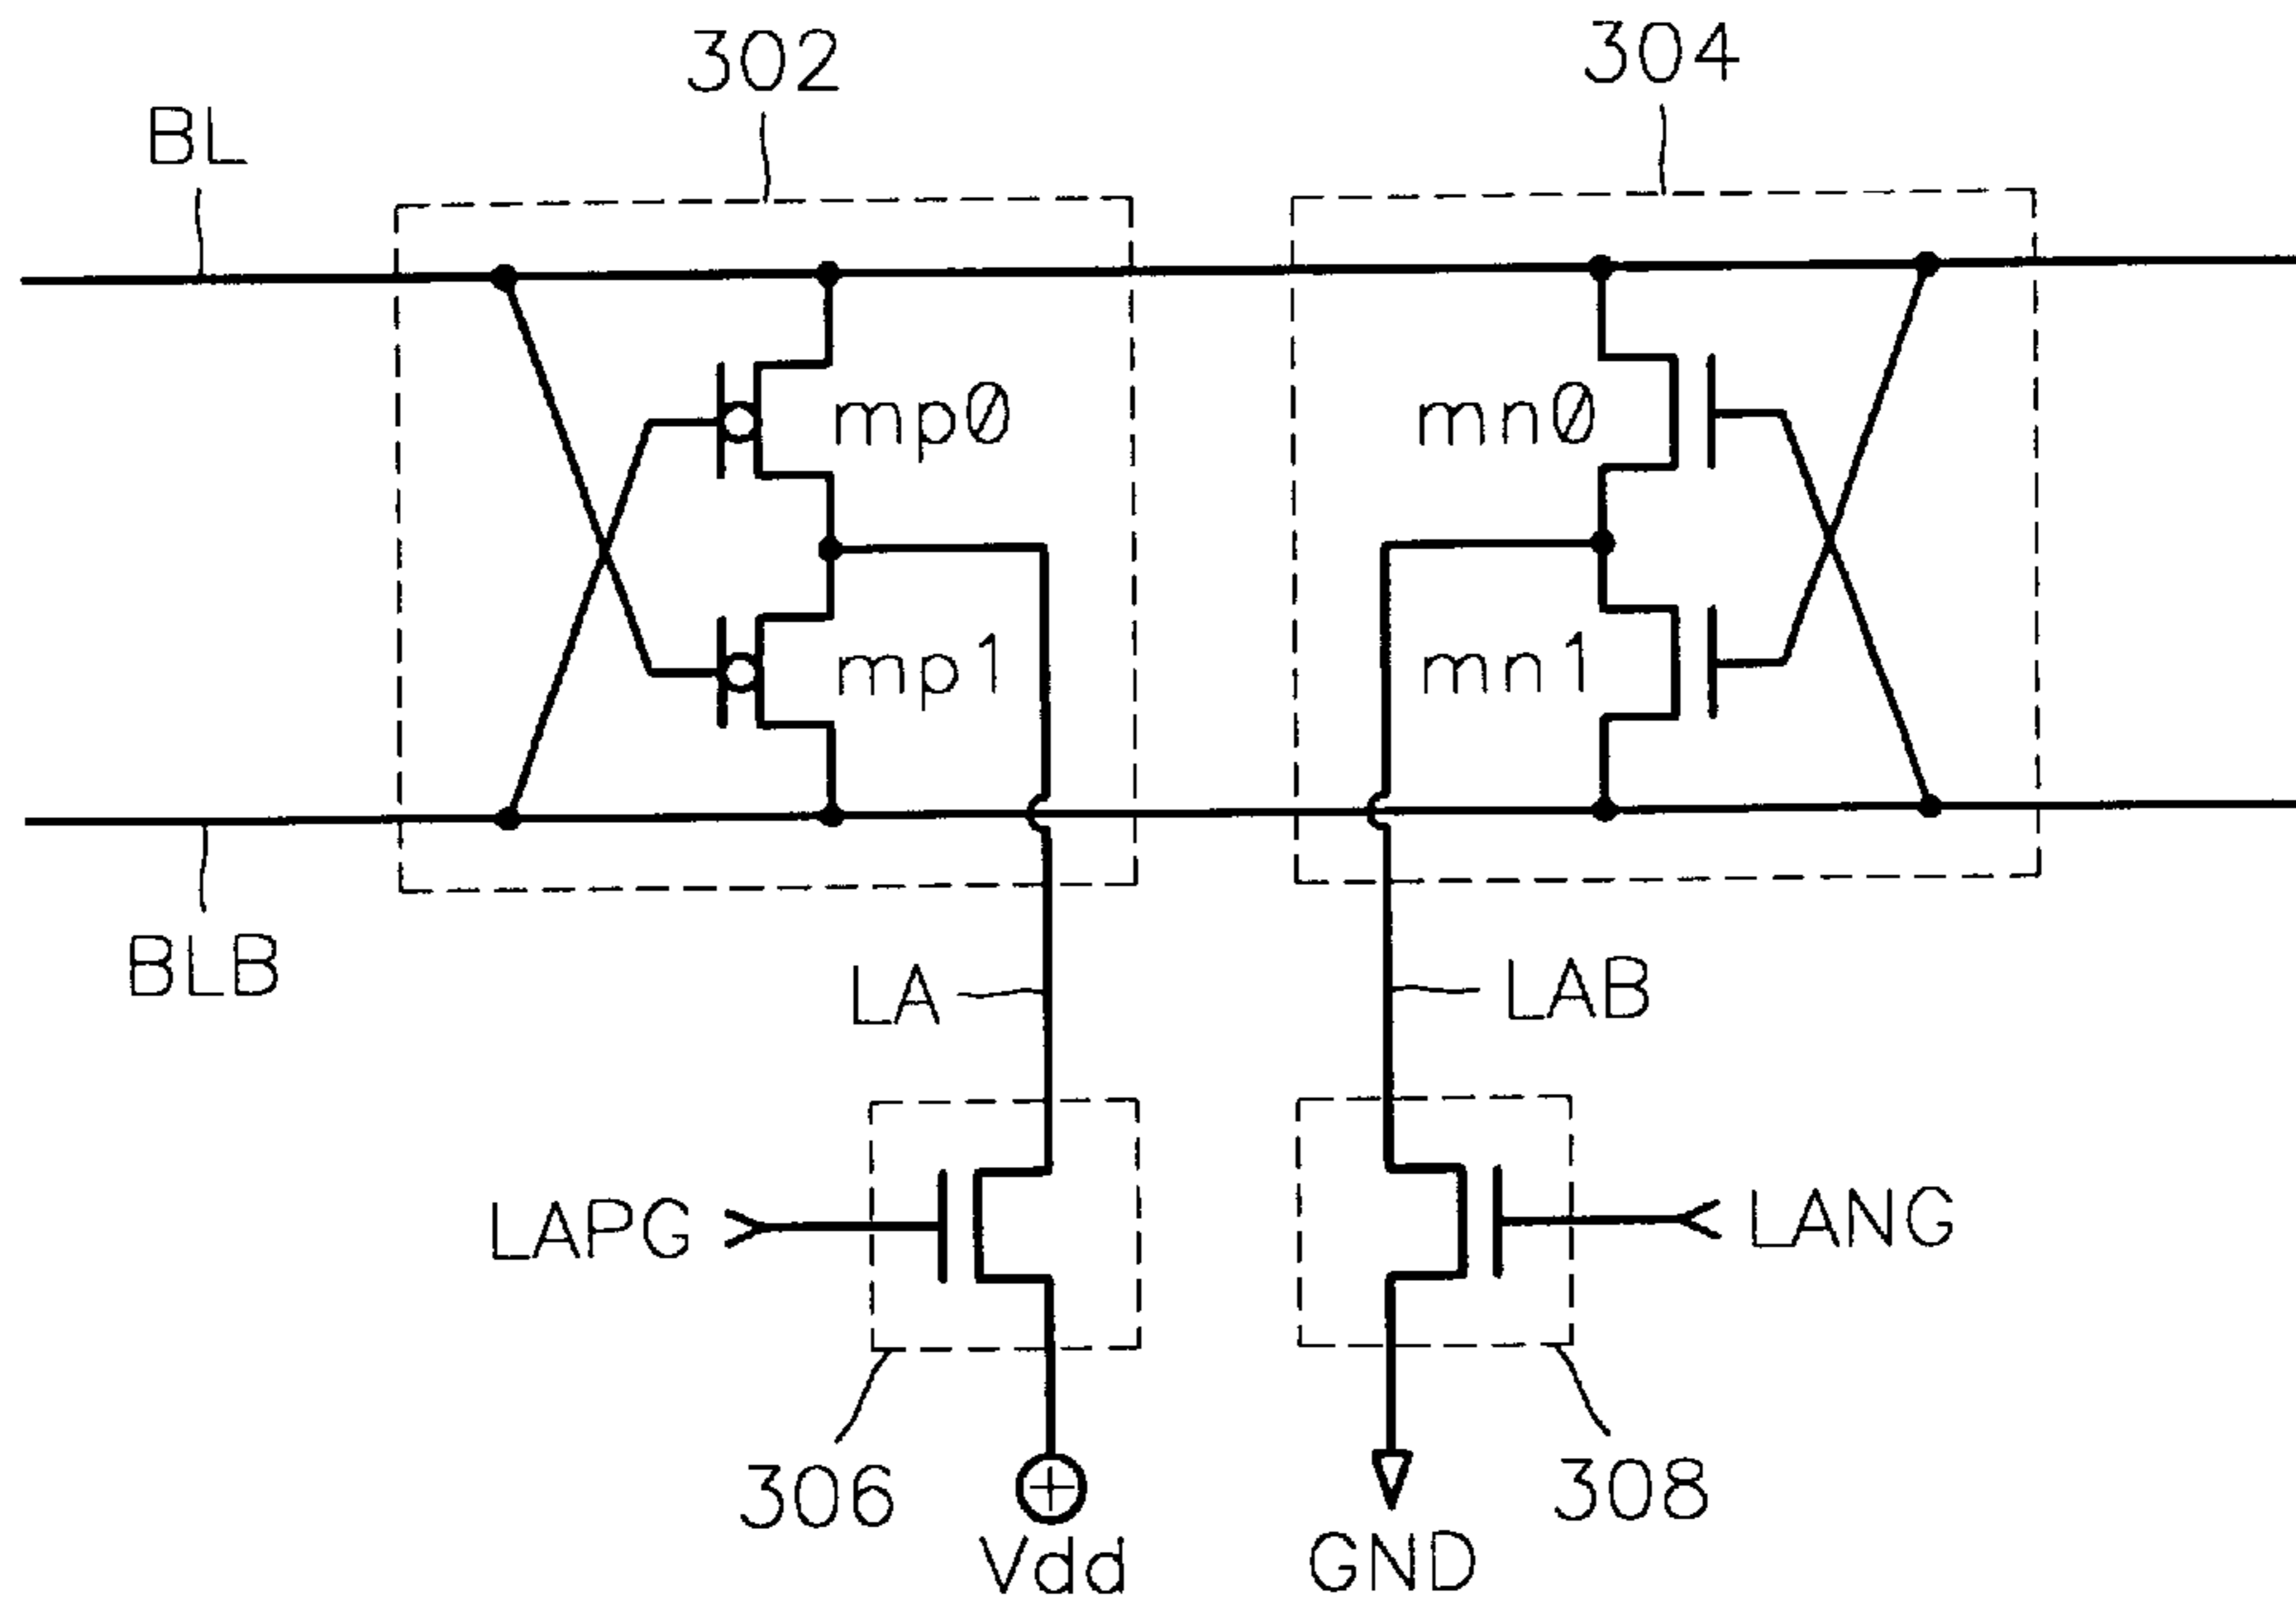 302
304
BL
mp0
mn0
mp1
mn1
BLB
LA
LAB
LAPG
LANG
306
308
Vdd
GND